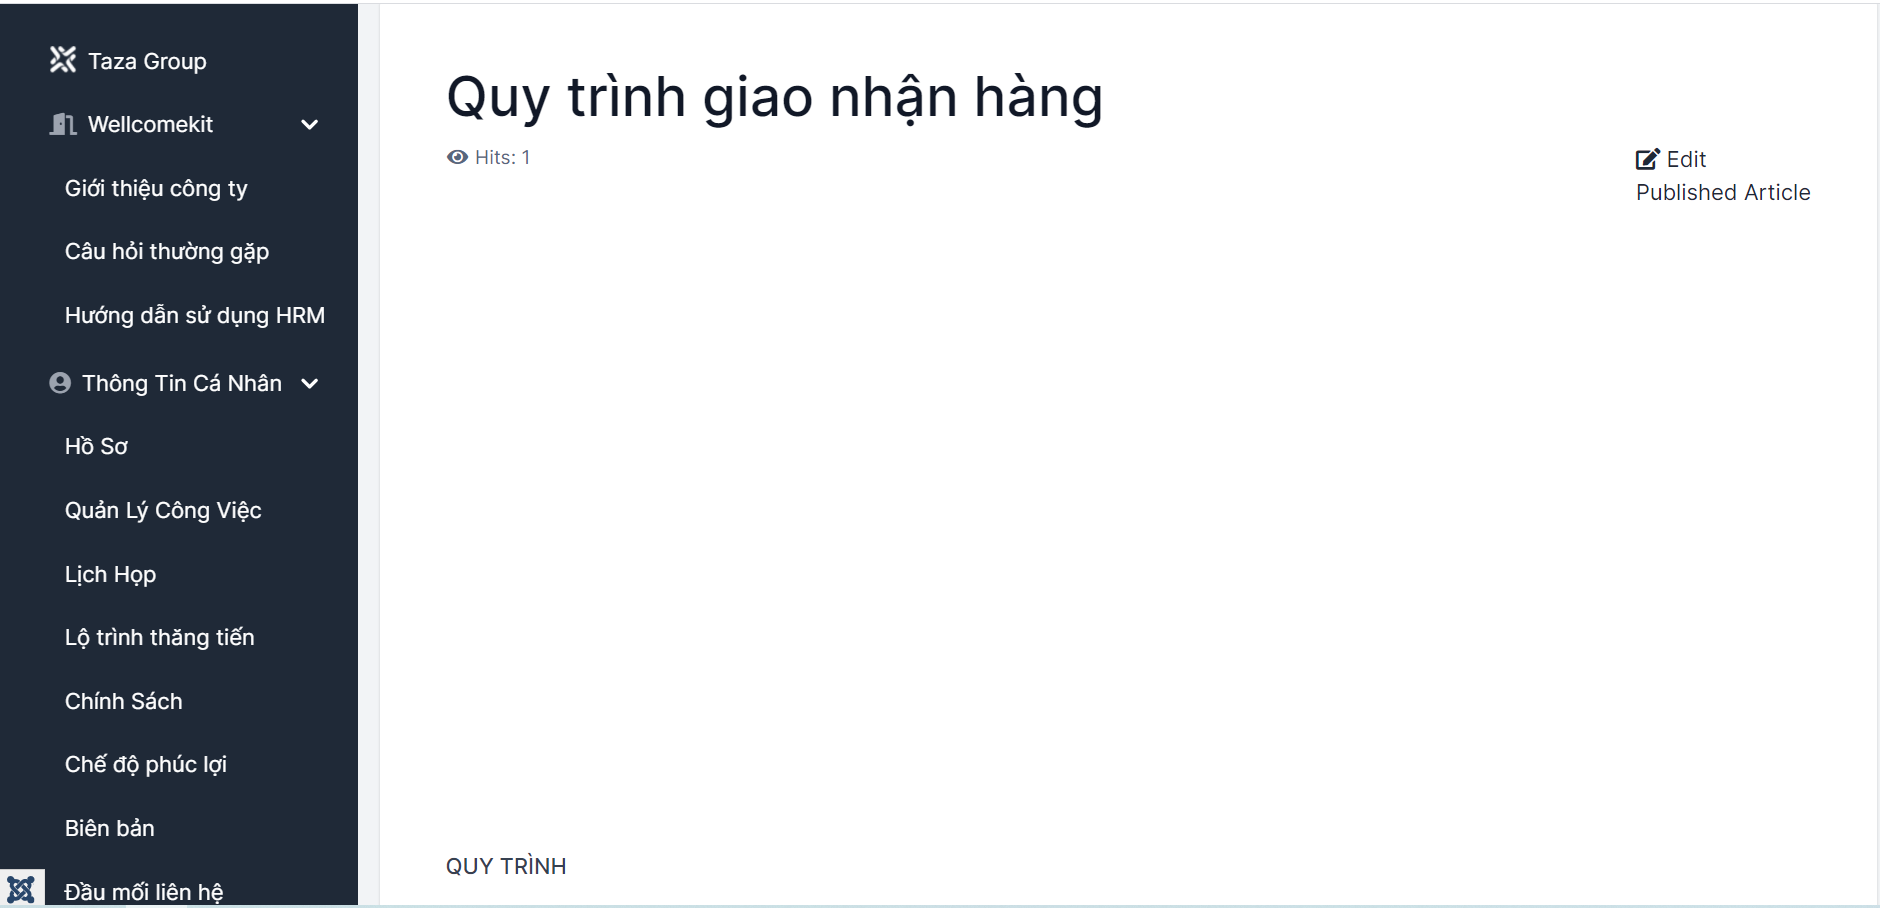 Taza Group
Wellcomekit
Giới thiệu công ty
Câu hỏi thường gặp
Hướng dẫn sử dụng HRM
Thông Tin Cá Nhân
Hồ Sơ
Quản Lý Công Việc
Lịch Họp
Lộ trình thăng tiến
Chính Sách
Chế độ phúc lợi
Biên bản
Đầu mối liên hệ
Quy trình giao nhận hàng
Hits: 1
Edit
Published Article
QUY TRÌNH